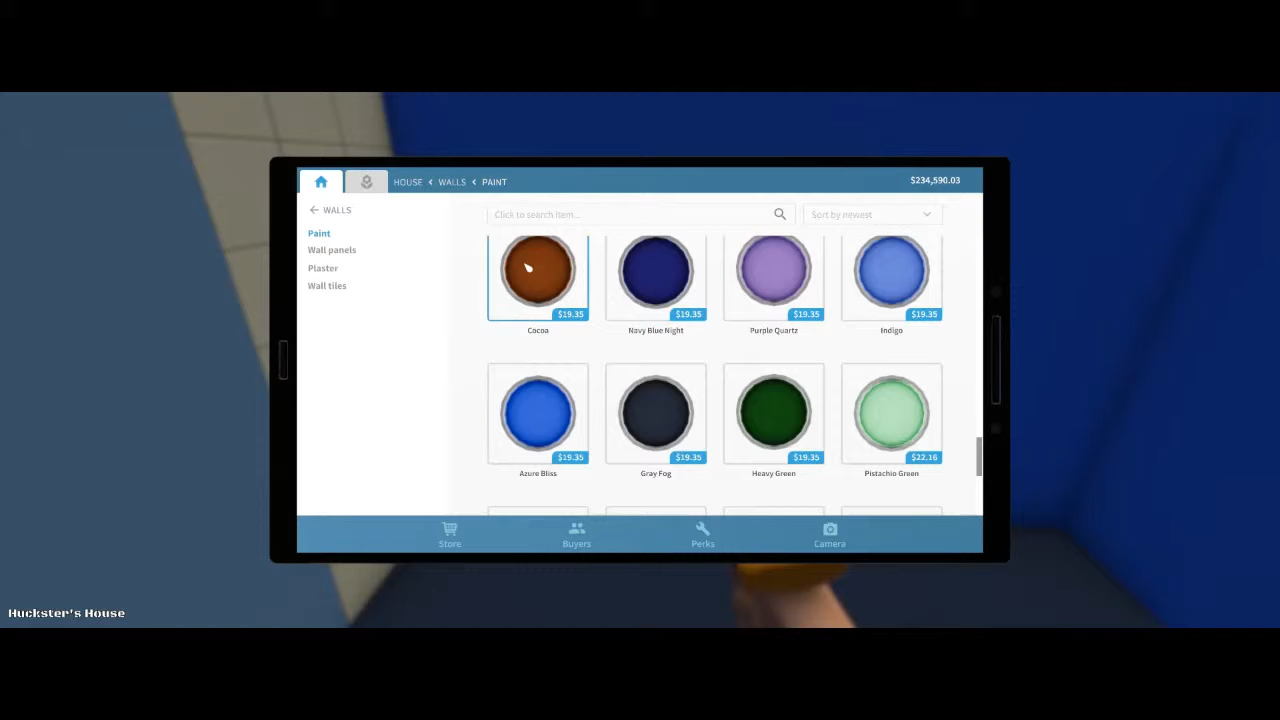 HOUSE < WALLS < PAINT
$234,590.03
WALLS
Click to search item...
Sort by newest
Paint
Wall panels
Plaster
Wall tiles
$19.35 $19.35 $19.35 $19.35
Cocoa Navy Blue Night Purple Quartz Indigo
$19.35 $19.35 $19.35 $22.16
Azure Bliss Gray Fog Heavy Green Pistachio Green
Store Buyers Perks Camera
Huckster's House